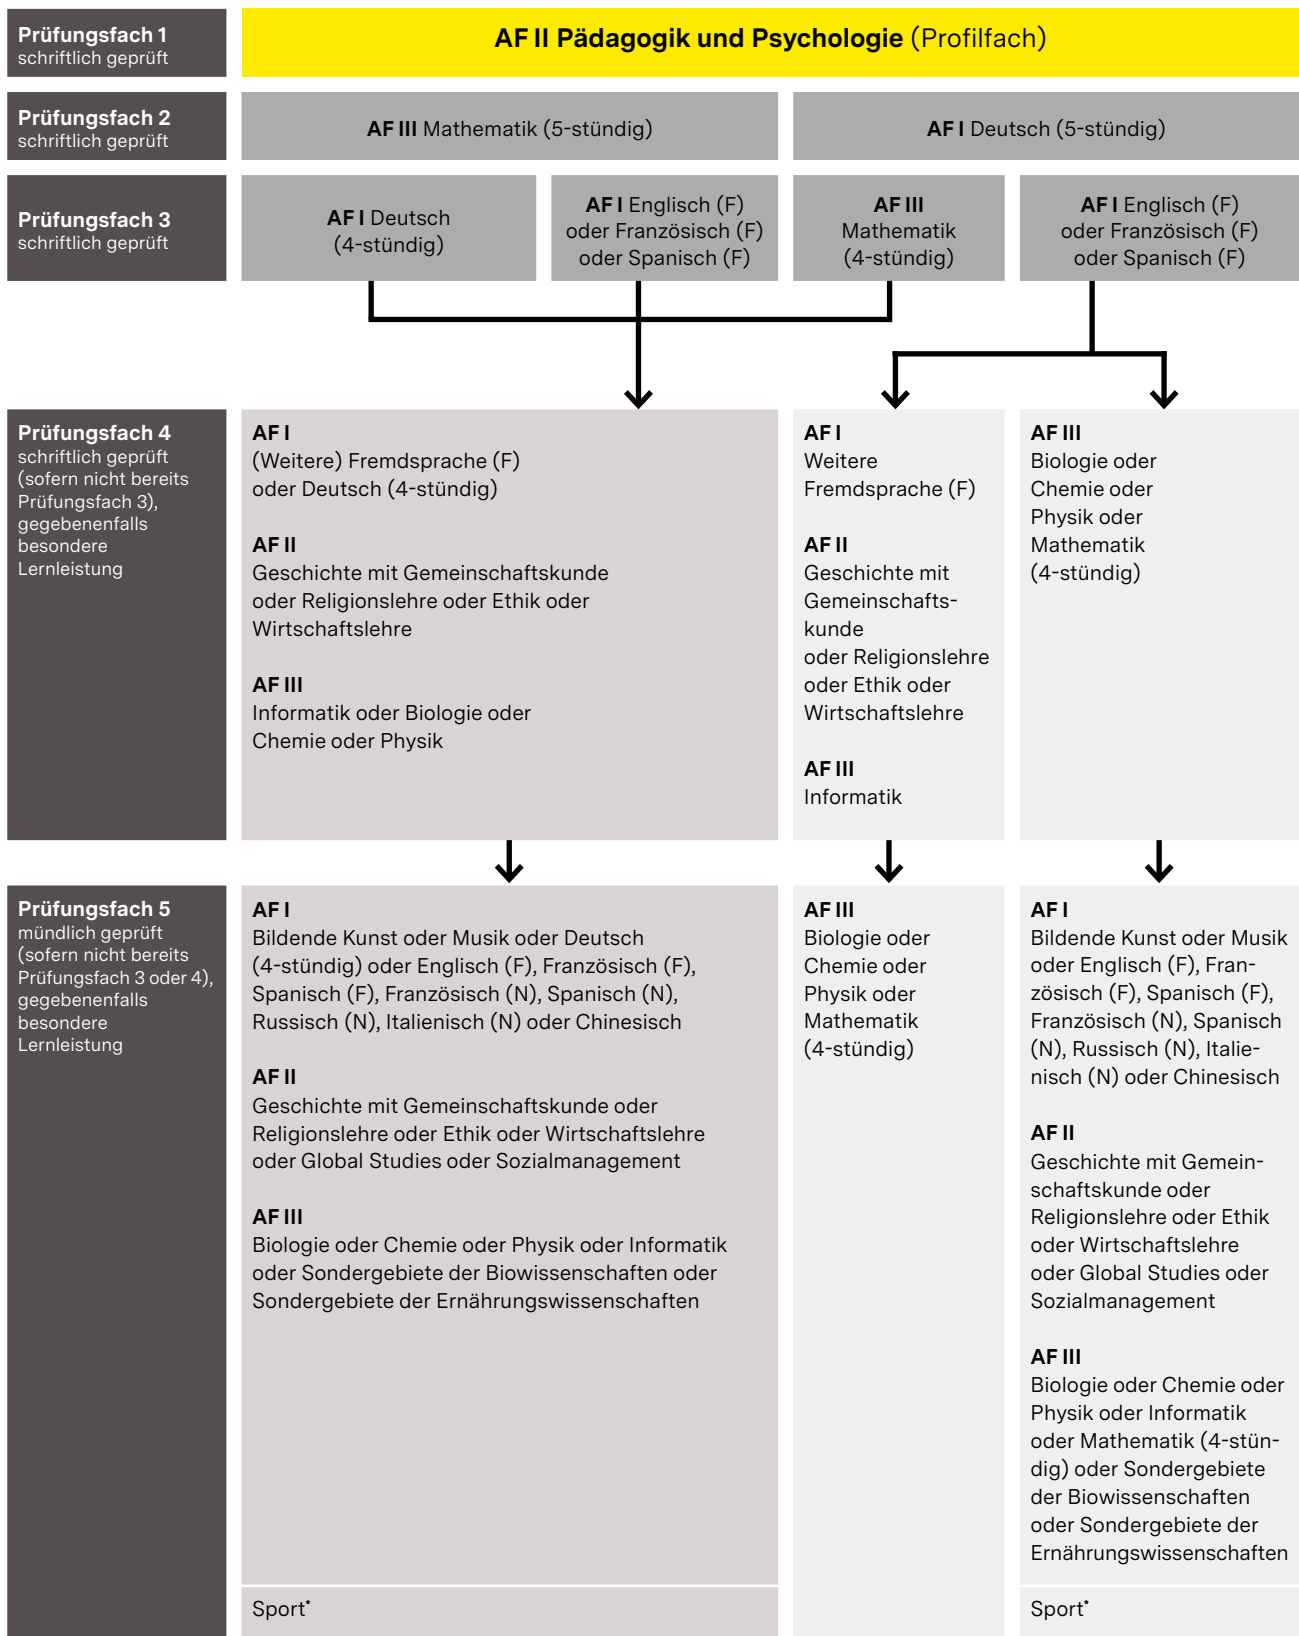 Prüfungsfach 1
schriftlich geprüft
AF II Pädagogik und Psychologie (Profilfach)
Prüfungsfach 2
schriftlich geprüft
AF III Mathematik (5-stündig)
AF I Deutsch (5-stündig)
Prüfungsfach 3
schriftlich geprüft
AF I Deutsch
(4-stündig)
AF I Englisch (F)
oder Französisch (F)
oder Spanisch (F)
AF III
Mathematik
(4-stündig)
AF I Englisch (F)
oder Französisch (F)
oder Spanisch (F)
Prüfungsfach 4
schriftlich geprüft
(sofern nicht bereits
Prüfungsfach 3),
gegebenenfalls
besondere
Lernleistung
AF I
(Weitere) Fremdsprache (F)
oder Deutsch (4-stündig)
AF II
Geschichte mit Gemeinschaftskunde
oder Religionslehre oder Ethik oder
Wirtschaftslehre
AF III
Informatik oder Biologie oder
Chemie oder Physik
AF I
Weitere
Fremdsprache (F)
AF II
Geschichte mit
Gemeinschafts-
kunde
oder Religionslehre
oder Ethik oder
Wirtschaftslehre
AF III
Informatik
AF III
Biologie oder
Chemie oder
Physik oder
Mathematik
(4-stündig)
Prüfungsfach 5
mündlich geprüft
(sofern nicht bereits
Prüfungsfach 3 oder 4),
gegebenenfalls
besondere
Lernleistung
AF I
Bildende Kunst oder Musik oder Deutsch
(4-stündig) oder Englisch (F), Französisch (F),
Spanisch (F), Französisch (N), Spanisch (N),
Russisch (N), Italienisch (N) oder Chinesisch
AF II
Geschichte mit Gemeinschaftskunde oder
Religionslehre oder Ethik oder Wirtschaftslehre
oder Global Studies oder Sozialmanagement
AF III
Biologie oder Chemie oder Physik oder Informatik
oder Sondergebiete der Biowissenschaften oder
Sondergebiete der Ernährungswissenschaften
Sport*
AF III
Biologie oder
Chemie oder
Physik oder
Mathematik
(4-stündig)
AF I
Bildende Kunst oder Musik
oder Englisch (F), Fran-
zösisch (F), Spanisch (F),
Französisch (N), Spanisch
(N), Russisch (N), Italie-
nisch (N) oder Chinesisch
AF II
Geschichte mit Gemein-
schaftskunde oder
Religionslehre oder Ethik
oder Wirtschaftslehre
oder Global Studies oder
Sozialmanagement
AF III
Biologie oder Chemie oder
Physik oder Informatik
oder Mathematik (4-stün-
dig) oder Sondergebiete
der Biowissenschaften
oder Sondergebiete der
Ernährungswissenschaften
Sport*